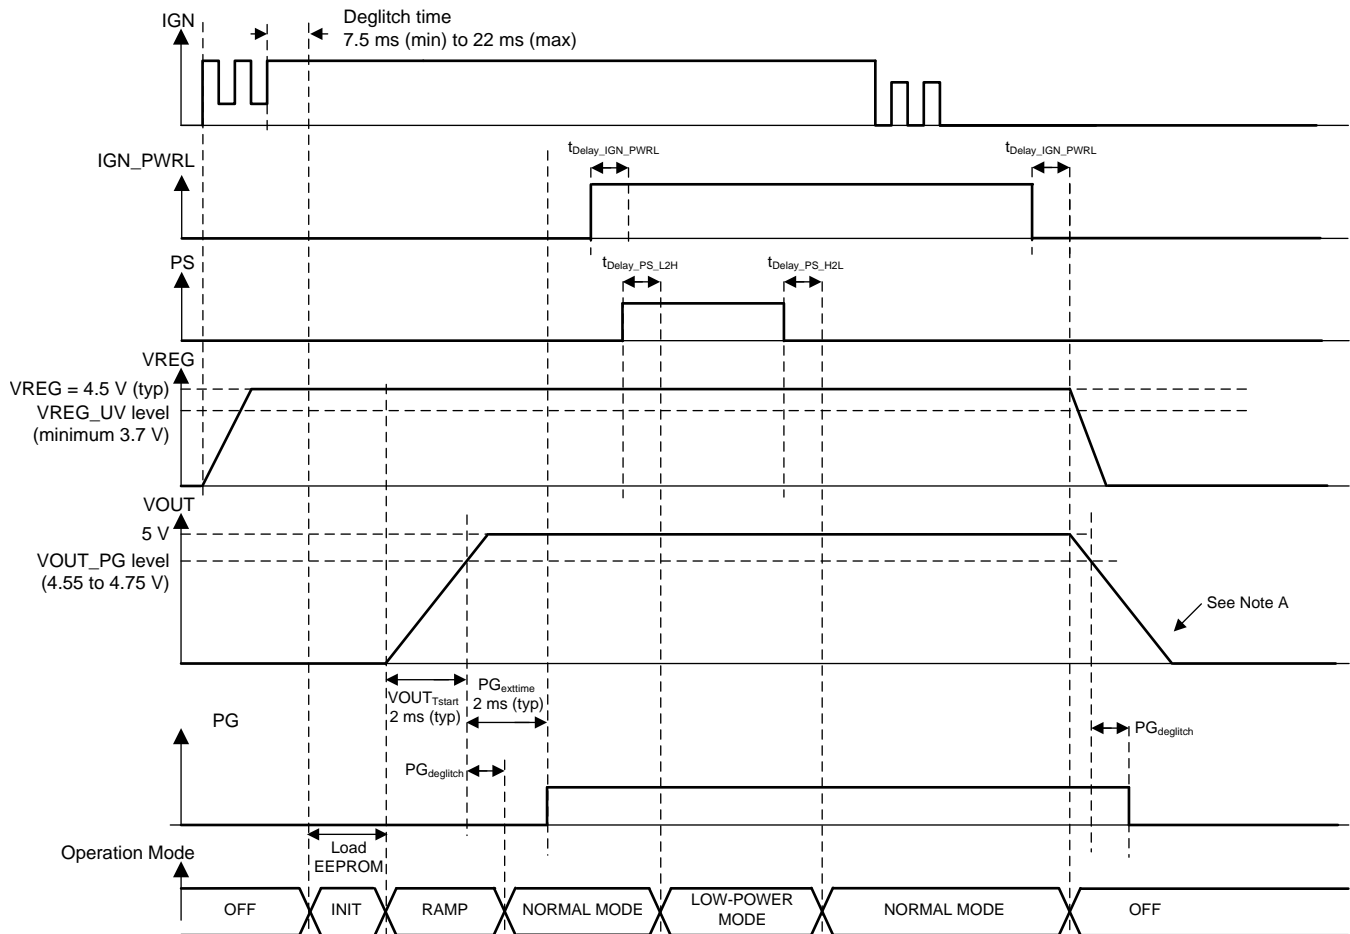 IGN
Deglitch time
7.5 ms (min) to 22 ms (max)
IGN_PWRL
tDelay_IGN_PWRL
tDelay_IGN_PWRL
PS
tDelay_PS_L2H
tDelay_PS_H2L
VREG
VREG = 4.5 V (typ)
VREG_UV level
(minimum 3.7 V)
VOUT
5 V
VOUT_PG level
(4.55 to 4.75 V)
See Note A
VOUTTstart
2 ms (typ)
PGexttime
2 ms (typ)
PG
PGdeglitch
PGdeglitch
Load
EEPROM
Operation Mode
OFF
INIT
RAMP
NORMAL MODE
LOW-POWER
MODE
NORMAL MODE
OFF